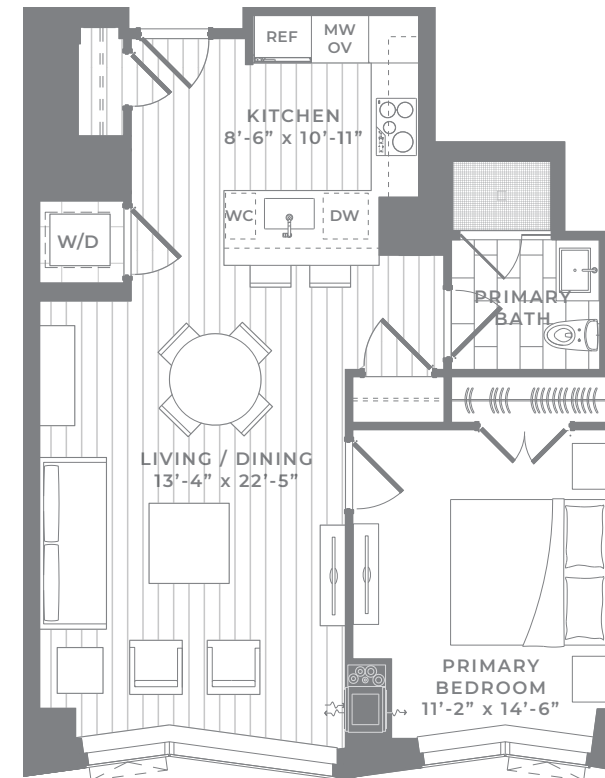 REF
MW
OV
KITCHEN
8’-6” x 10’-11”
WC
DW
W/D
PRIMARY
BATH
LIVING / DINING
13’-4” x 22’-5”
PRIMARY
BEDROOM
11’-2” x 14’-6”